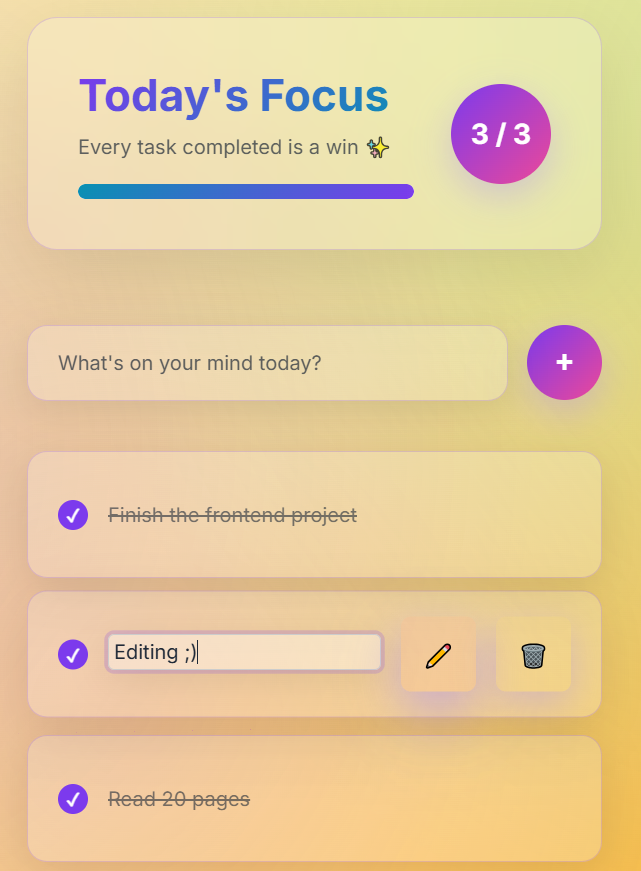 Today's Focus
Every task completed is a win ✨
3 / 3
What's on your mind today?
+
Finish the frontend project
Editing ;)
Read 20 pages